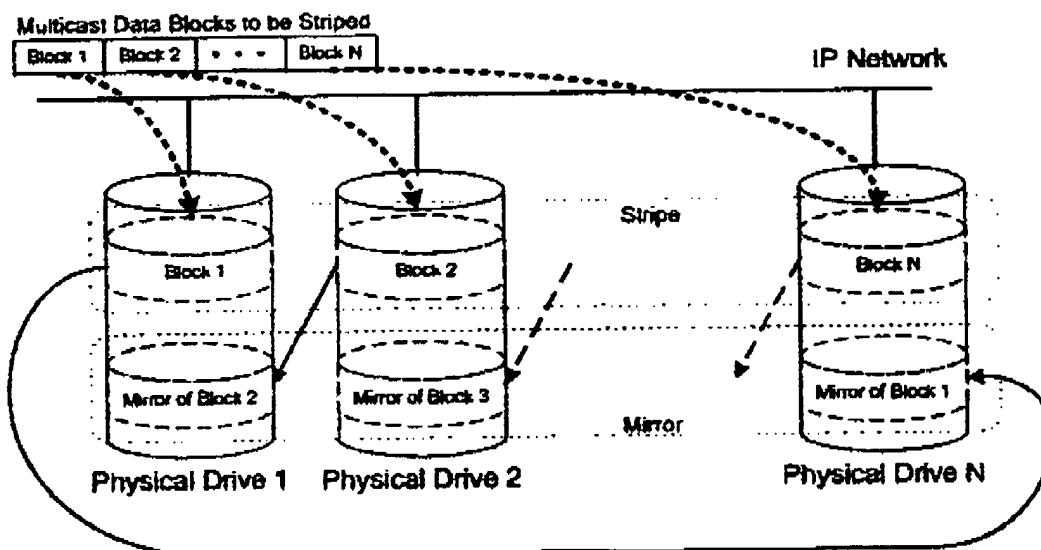 Multicast Data Blocks to be Striped
Block 1 Block 2 • • • Block N
IP Network
Stripe
Block 1 Block 2 Block N
Mirror of Block 2 Mirror of Block 3 Mirror of Block 1
Mirror
Physical Drive 1 Physical Drive 2 Physical Drive N